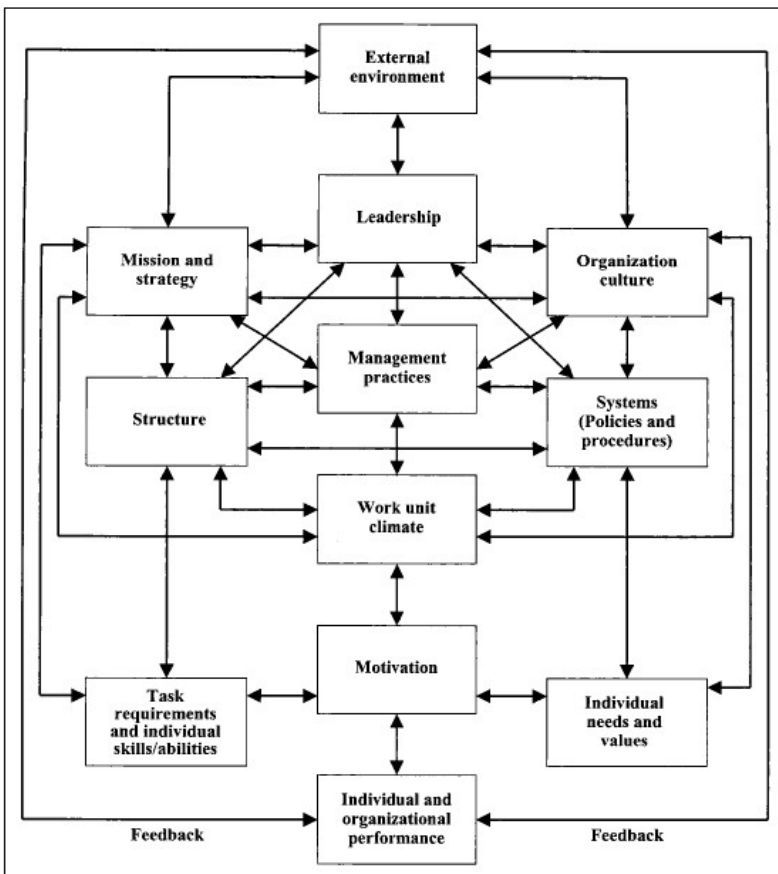 External
environment
Leadership
Mission and
strategy
Organization
culture
Management
practices
Structure
Systems
(Policies and
procedures)
Work unit
climate
Motivation
Task
requirements
and individual
skills/abilities
Individual
needs and
values
Individual and
organizational
performance
Feedback
Feedback